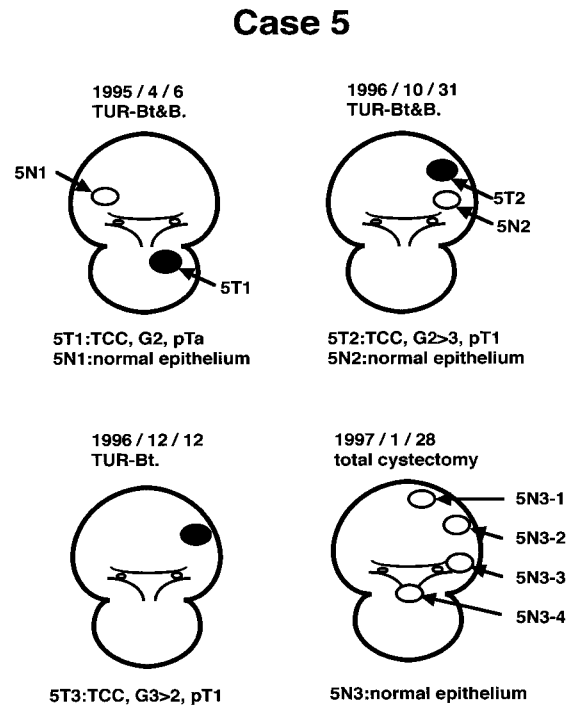 Case 5
1995 / 4 / 6
TUR-Bt&B.
5N1
5T1
5T1:TCC, G2, pTa
5N1:normal epithelium
1996 / 10 / 31
TUR-Bt&B.
5T2
5N2
5T2:TCC, G2>3, pT1
5N2:normal epithelium
1996 / 12 / 12
TUR-Bt.
5T3:TCC, G3>2, pT1
1997 / 1 / 28
total cystectomy
5N3-1
5N3-2
5N3-3
5N3-4
5N3:normal epithelium